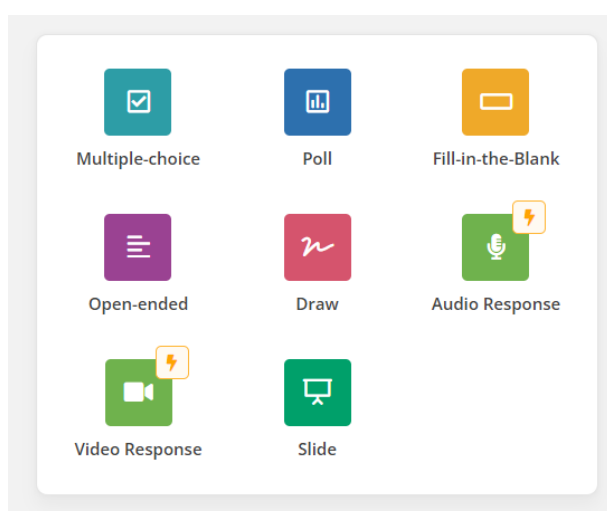 Multiple-choice
Poll
Fill-in-the-Blank
Open-ended
Draw
Audio Response
Video Response
Slide